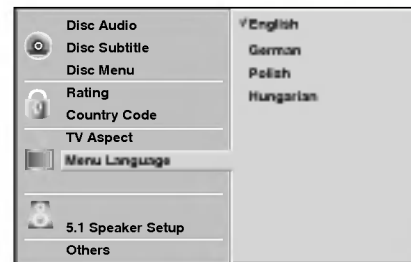 Disc Audio
Disc Subtitle
Disc Menu
Rating
Country Code
TV Aspect
Menu Language
5.1 Speaker Setup
Others
√English
German
Polish
Hungarian